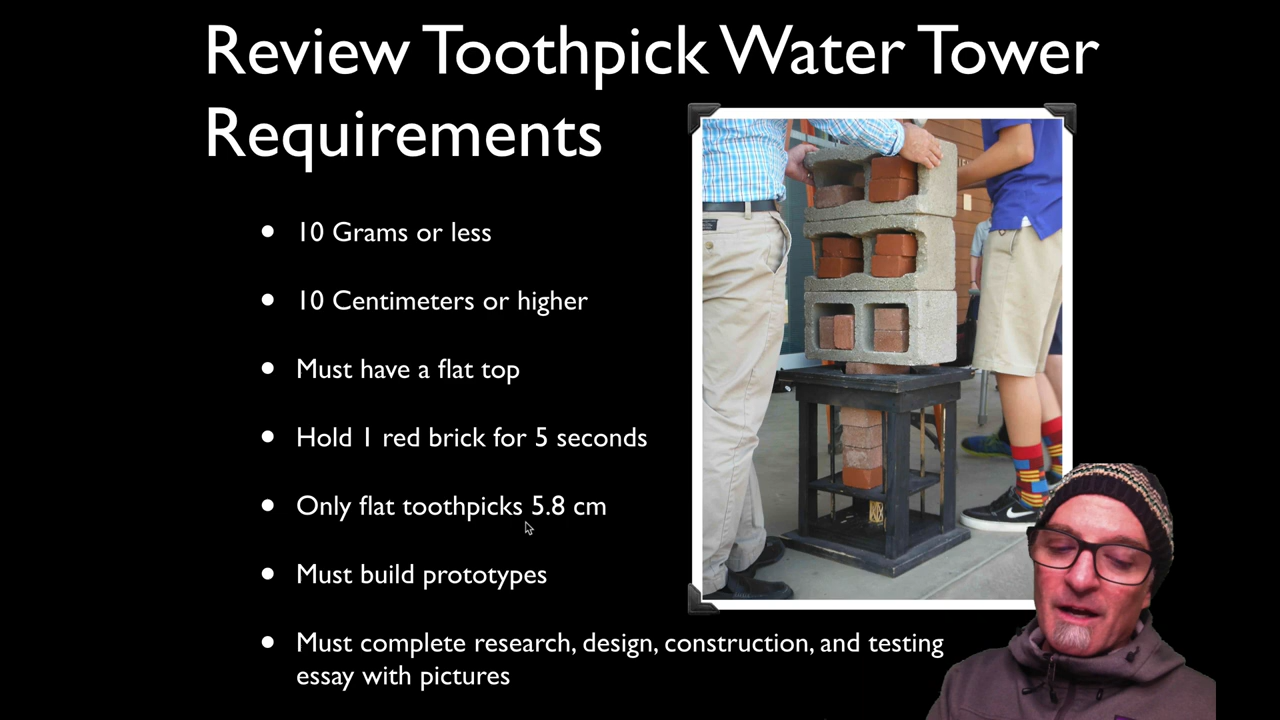 Review Toothpick Water Tower
Requirements
• 10 Grams or less
• 10 Centimeters or higher
• Must have a flat top
• Hold 1 red brick for 5 seconds
• Only flat toothpicks 5.8 cm
• Must build prototypes
• Must complete research, design, construction, and testing
essay with pictures